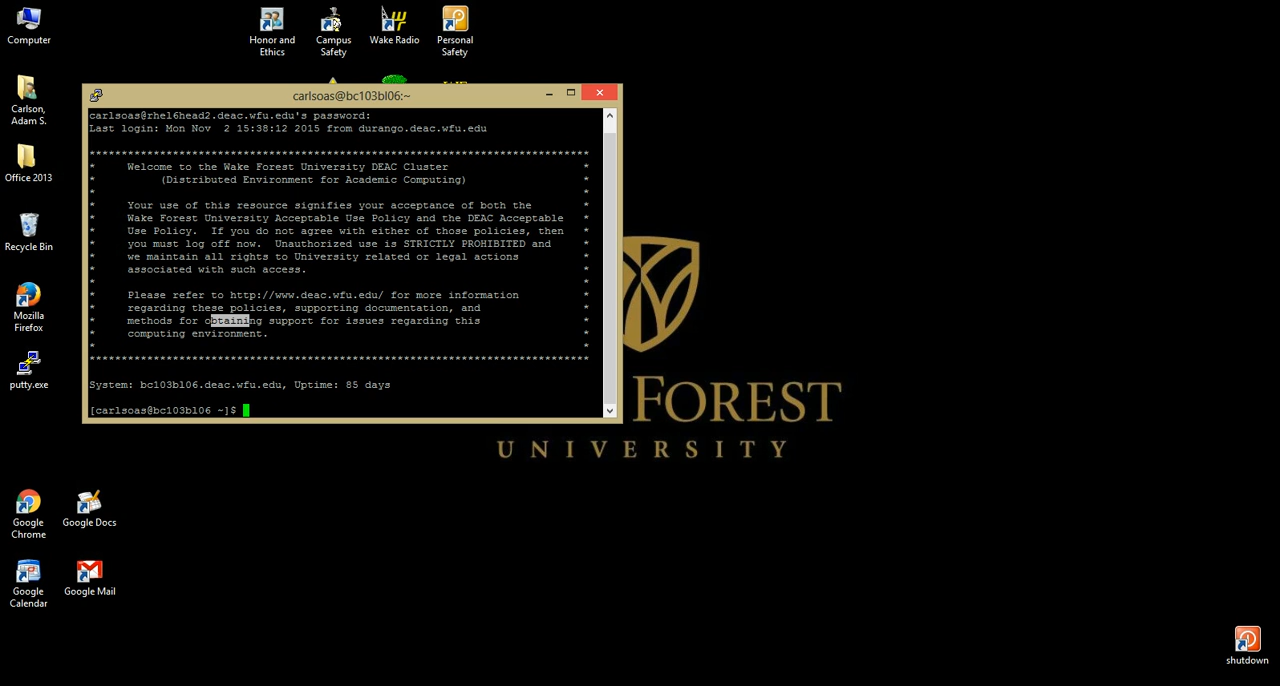 Computer
Honor and
Ethics
Campus
Safety
Wake Radio
Personal
Safety
Carlson,
Adam S.
Office 2013
Recycle Bin
Mozilla
Firefox
putty.exe
carlsoas@bc103bl06:~
carlsoas@rhel6head2.deac.wfu.edu's password:
Last login: Mon Nov  2 15:38:12 2015 from durango.deac.wfu.edu
******************************************************************************
*     Welcome to the Wake Forest University DEAC Cluster                     *
*          (Distributed Environment for Academic Computing)                  *
*                                                                            *
*     Your use of this resource signifies your acceptance of both the        *
*     Wake Forest University Acceptable Use Policy and the DEAC Acceptable   *
*     Use Policy.  If you do not agree with either of those policies, then   *
*     you must log off now.  Unauthorized use is STRICTLY PROHIBITED and     *
*     we maintain all rights to University related or legal actions          *
*     associated with such access.                                           *
*                                                                            *
*     Please refer to http://www.deac.wfu.edu/ for more information          *
*     regarding these policies, supporting documentation, and                *
*     methods for obtaining support for issues regarding this                *
*     computing environment.                                                 *
*                                                                            *
******************************************************************************
System: bc103bl06.deac.wfu.edu, Uptime: 85 days
[carlsoas@bc103bl06 ~]$
FOREST
UNIVERSITY
Google
Chrome
Google Docs
Google
Calendar
Google Mail
shutdown